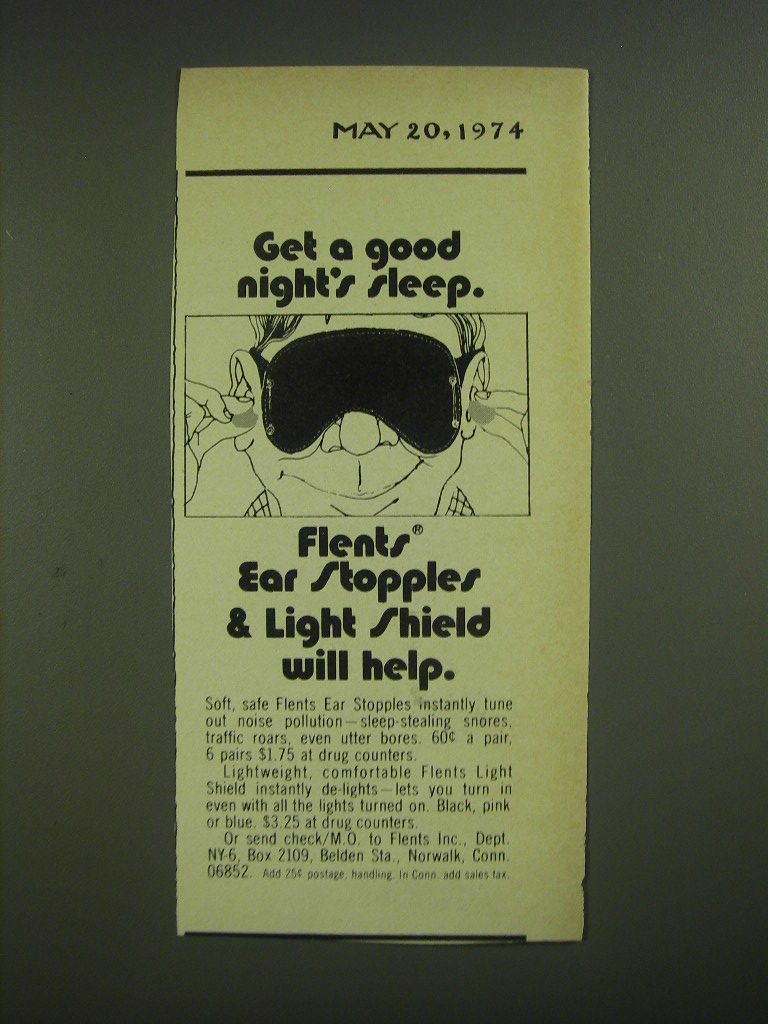 MAY 20, 1974
Get a good
night's sleep.
Flents®
Ear Stopples
& Light Shield
will help.
Soft, safe Flents Ear Stopples instantly tune
out noise pollution—sleep-stealing snores,
traffic roars, even utter bores. 60¢ a pair,
6 pairs $1.75 at drug counters.
Lightweight, comfortable Flents Light
Shield instantly de-lights—lets you turn in
even with all the lights turned on. Black, pink
or blue. $3.25 at drug counters.
Or send check/M.O. to Flents Inc., Dept.
NY-6, Box 2109, Belden Sta., Norwalk, Conn.
06852. Add 25¢ postage, handling. In Conn. add sales tax.